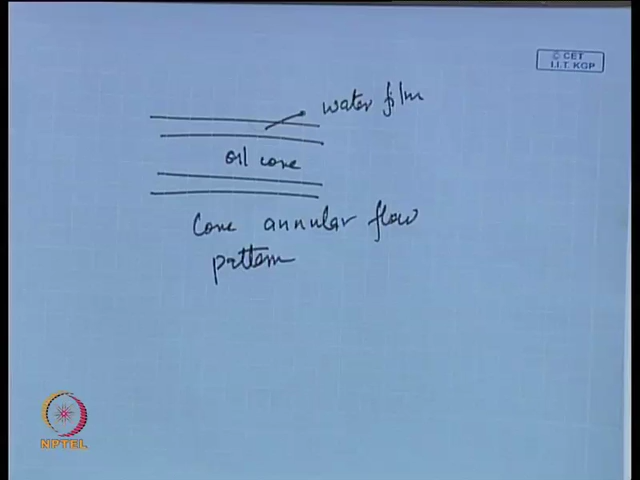 © CET
I.I.T. KGP
water film
oil core
Core annular flow
pattern
NPTEL